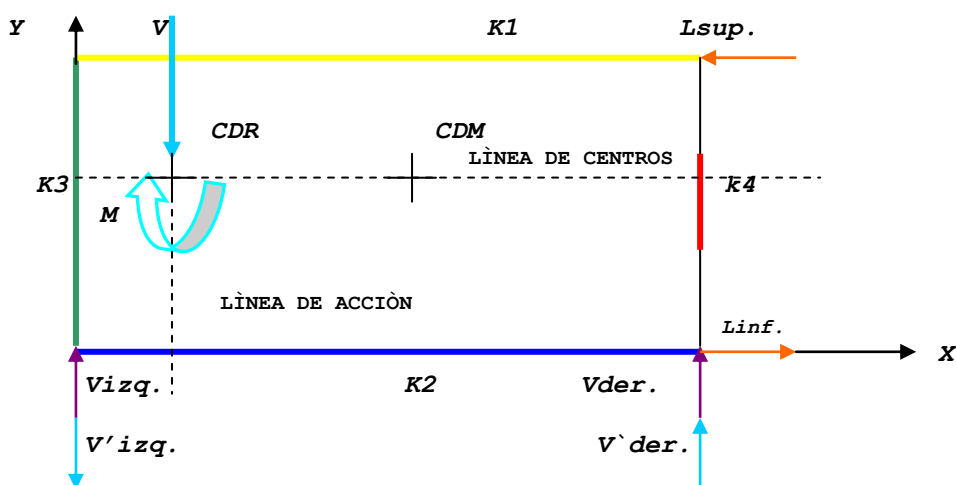 Y
V
K1
Lsup.
CDR
CDM
LÌNEA DE CENTROS
K3
k4
M
LÌNEA DE ACCIÒN
Linf.
X
Vizq.
K2
Vder.
V’izq.
V`der.